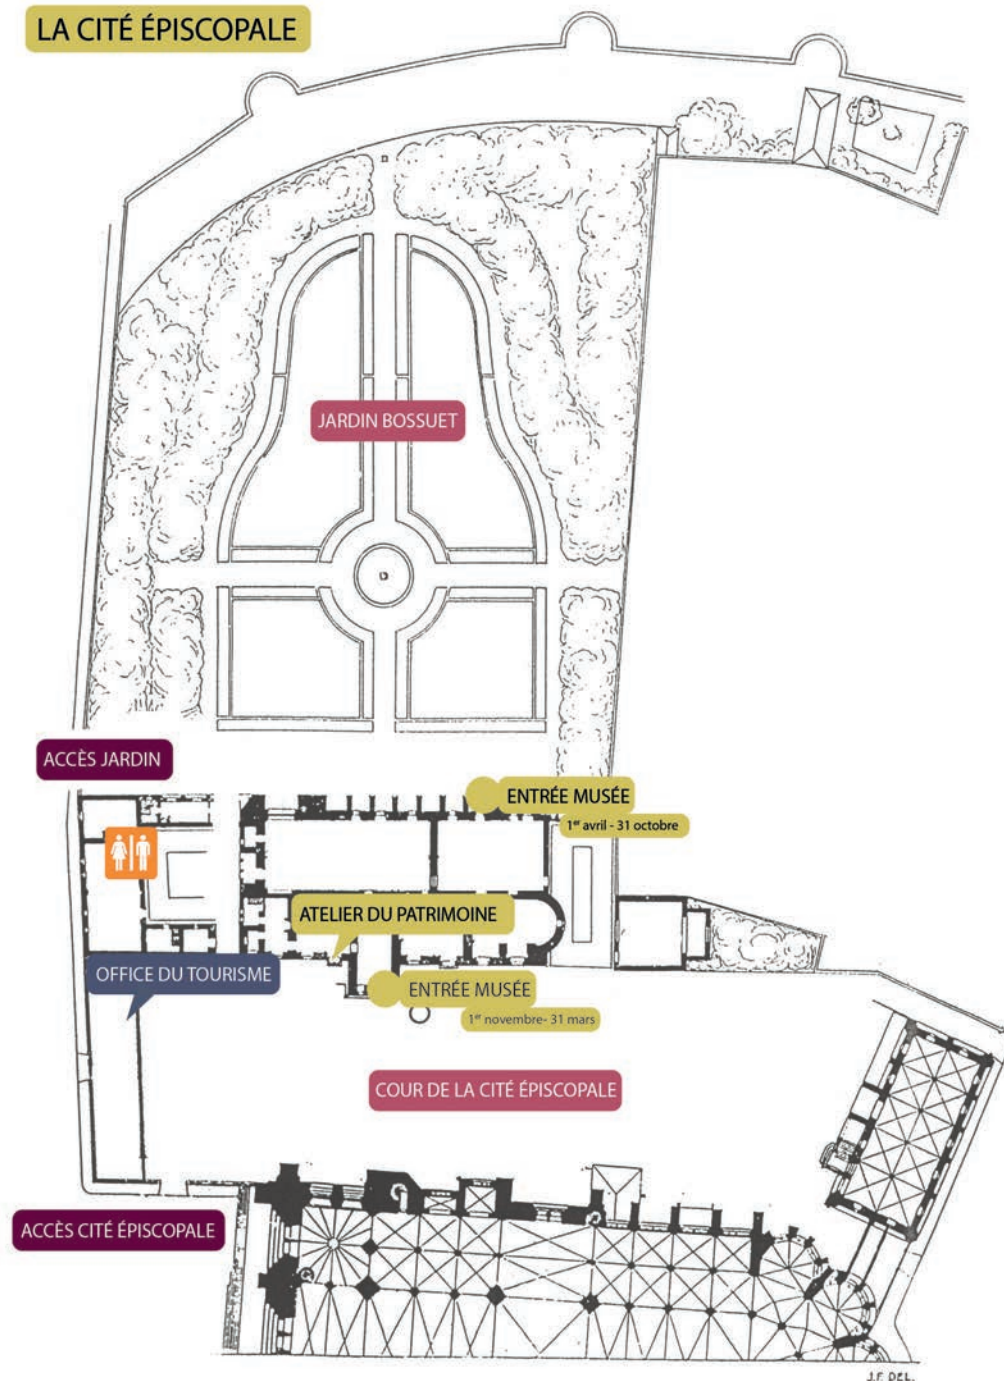 LA CITÉ ÉPISCOPALE
JARDIN BOSSUET
ACCÈS JARDIN
ENTRÉE MUSÉE
1er avril - 31 octobre
ATELIER DU PATRIMOINE
OFFICE DU TOURISME
ENTRÉE MUSÉE
1er novembre- 31 mars
COUR DE LA CITÉ ÉPISCOPALE
ACCÈS CITÉ ÉPISCOPALE
J.F. DEL.